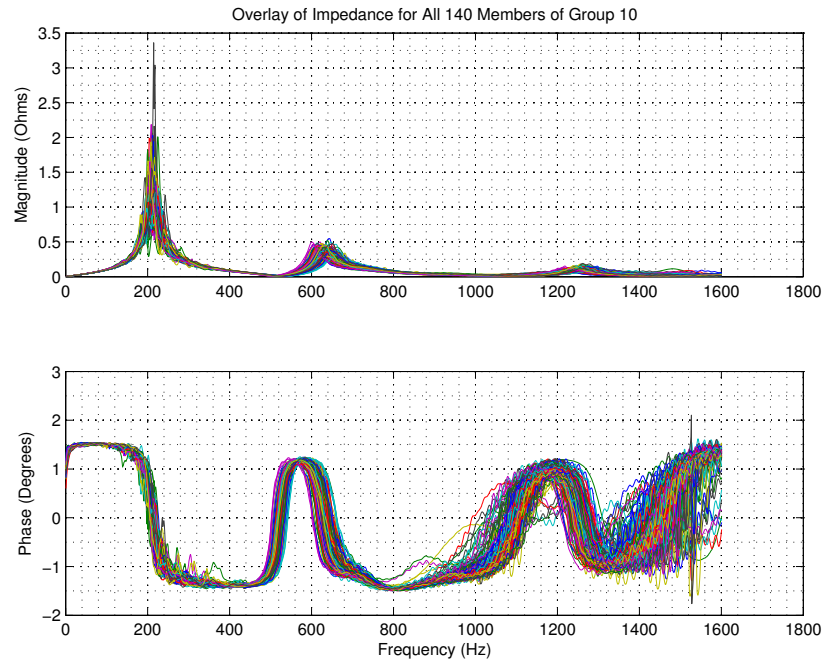 Overlay of Impedance for All 140 Members of Group 10
3.5
3
2.5
2
1.5
1
0.5
0
Magnitude (Ohms)
0 200 400 600 800 1000 1200 1400 1600 1800
3
2
1
0
−1
−2
Phase (Degrees)
0 200 400 600 800 1000 1200 1400 1600 1800
Frequency (Hz)